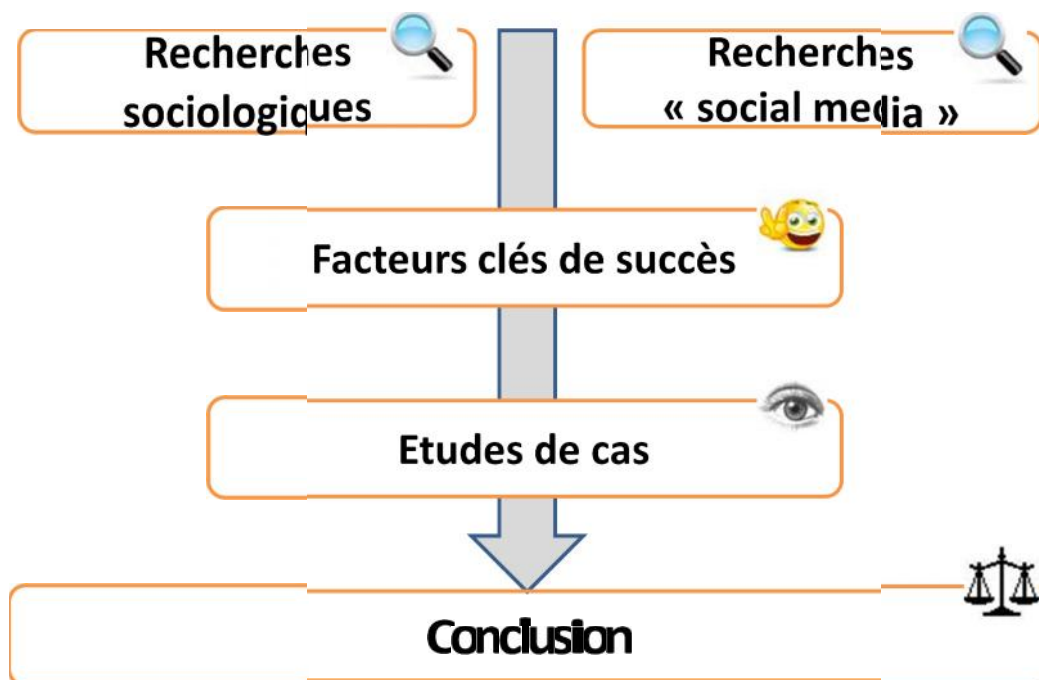 Recherches
sociologiques
Recherches
« social media »
Facteurs clés de succès
Etudes de cas
Conclusion